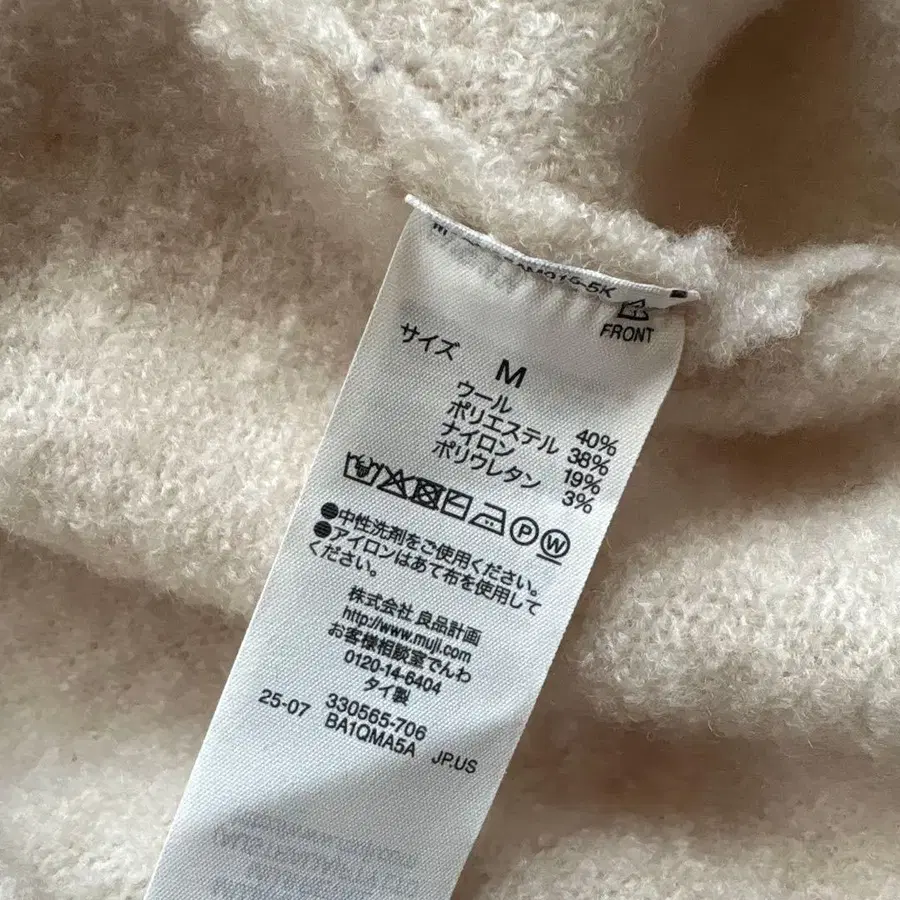 FRONT
サイズ M
ウール 40%
ポリエステル 38%
ナイロン 19%
ポリウレタン 3%
P W
●中性洗剤をご使用ください。
●アイロンはあて布を使用して
ください。
株式会社 良品計画
http://www.muji.com
お客様相談室でんわ
0120-14-6404
タイ製
25-07 330565-706
BA1QMA5A JP,US